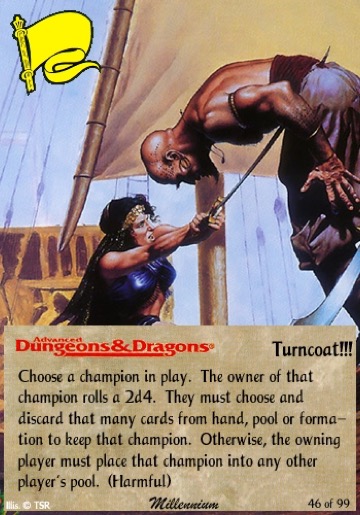 Advanced
Dungeons&Dragons®
Turncoat!!!
Choose a champion in play. The owner of that
champion rolls a 2d4. They must choose and
discard that many cards from hand, pool or forma-
tion to keep that champion. Otherwise, the owning
player must place that champion into any other
player's pool. (Harmful)
Illis. © TSR
Millennium
46 of 99